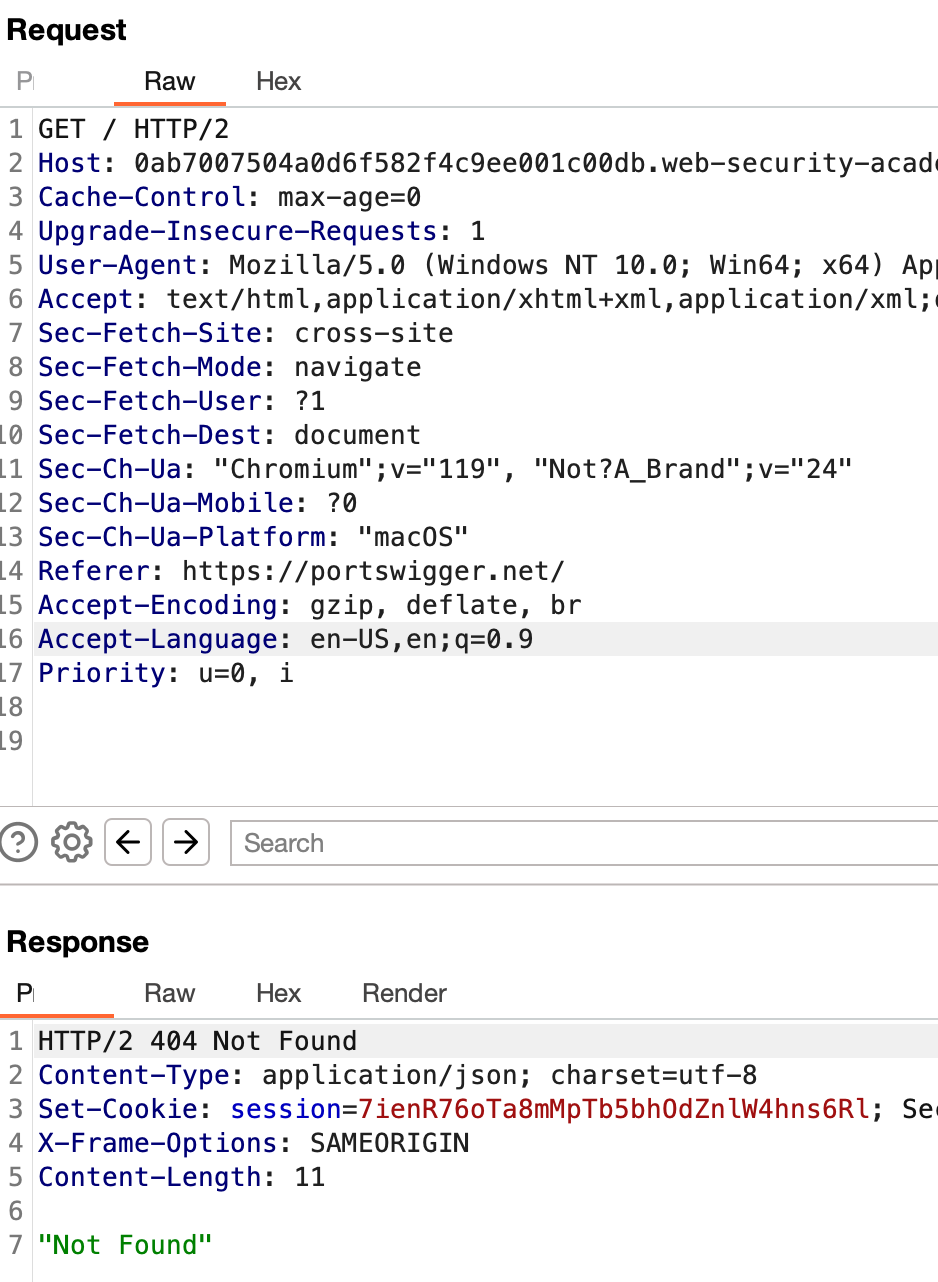 Request
Raw Hex
1 GET / HTTP/2
2 Host: 0ab7007504a0d6f582f4c9ee001c00db.web-security-acad
3 Cache-Control: max-age=0
4 Upgrade-Insecure-Requests: 1
5 User-Agent: Mozilla/5.0 (Windows NT 10.0; Win64; x64) Ap
6 Accept: text/html,application/xhtml+xml,application/xml;
7 Sec-Fetch-Site: cross-site
8 Sec-Fetch-Mode: navigate
9 Sec-Fetch-User: ?1
10 Sec-Fetch-Dest: document
11 Sec-Ch-Ua: "Chromium";v="119", "Not?A_Brand";v="24"
12 Sec-Ch-Ua-Mobile: ?0
13 Sec-Ch-Ua-Platform: "macOS"
14 Referer: https://portswigger.net/
15 Accept-Encoding: gzip, deflate, br
16 Accept-Language: en-US,en;q=0.9
17 Priority: u=0, i
18
19
Search
Response
Raw Hex Render
1 HTTP/2 404 Not Found
2 Content-Type: application/json; charset=utf-8
3 Set-Cookie: session=7ienR76oTa8mMpTb5bhOdZnlW4hns6Rl; Se
4 X-Frame-Options: SAMEORIGIN
5 Content-Length: 11
6
7 "Not Found"